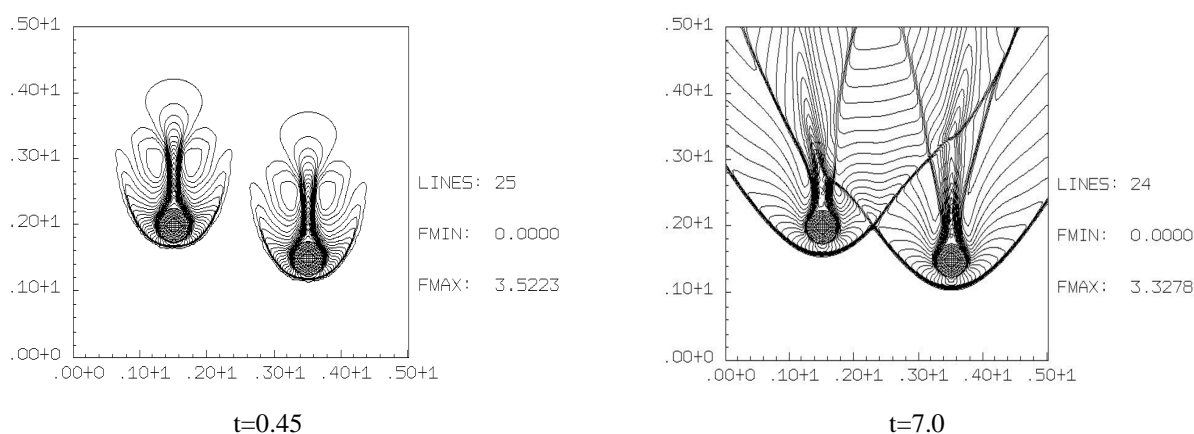 .50+1
.40+1
.30+1
.20+1
.10+1
.00+0
.00+0 .10+1 .20+1 .30+1 .40+1 .50+1
LINES: 25
FMIN: 0.0000
FMAX: 3.5223
t=0.45
.50+1
.40+1
.30+1
.20+1
.10+1
.00+0
.00+0 .10+1 .20+1 .30+1 .40+1 .50+1
LINES: 24
FMIN: 0.0000
FMAX: 3.3278
t=7.0